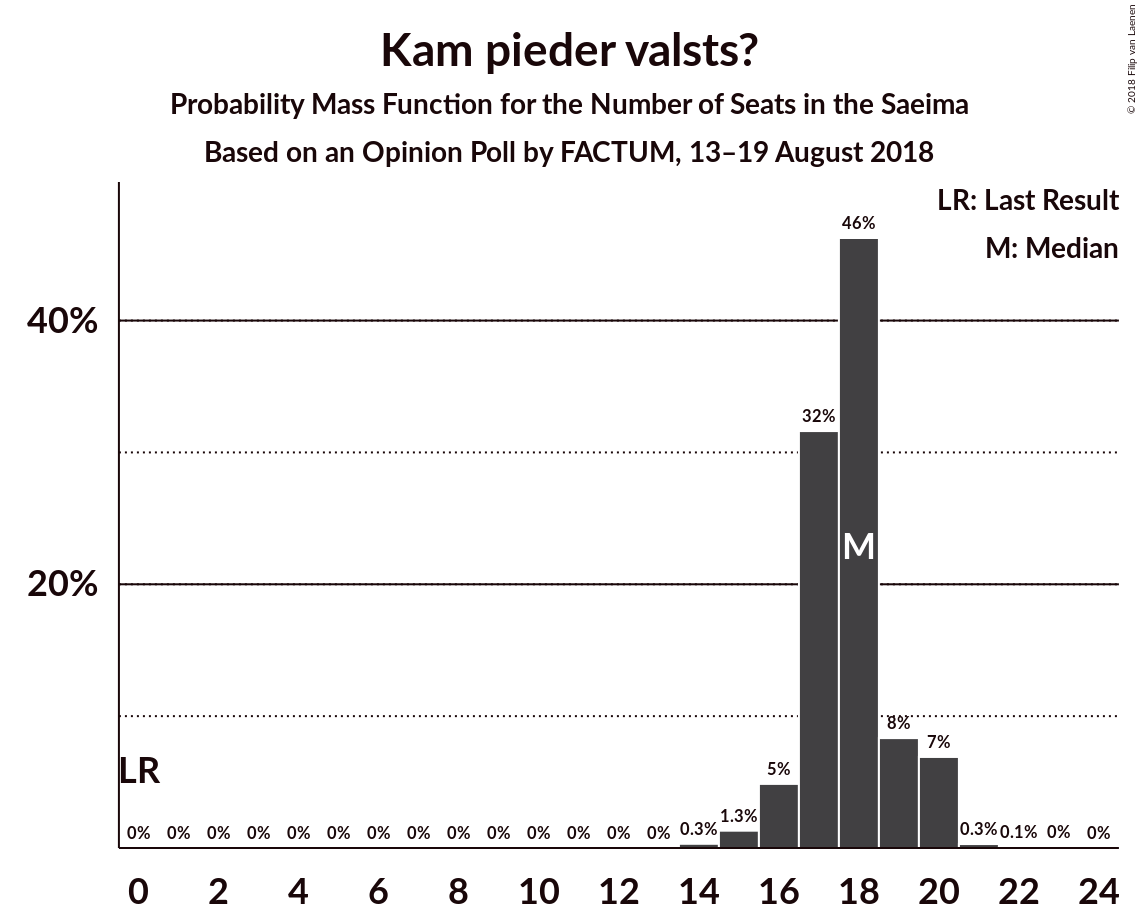 Kam pieder valsts?
Probability Mass Function for the Number of Seats in the Saeima
Based on an Opinion Poll by FACTUM, 13–19 August 2018
© 2018 Filip van Laenen
LR: Last Result
M: Median
46%
40%
32%
M
20%
8%
7%
LR
5%
1.3%
0% 0% 0% 0% 0% 0% 0% 0% 0% 0% 0% 0% 0% 0% 0.3% 0.3% 0.1% 0% 0%
0 2 4 6 8 10 12 14 16 18 20 22 24